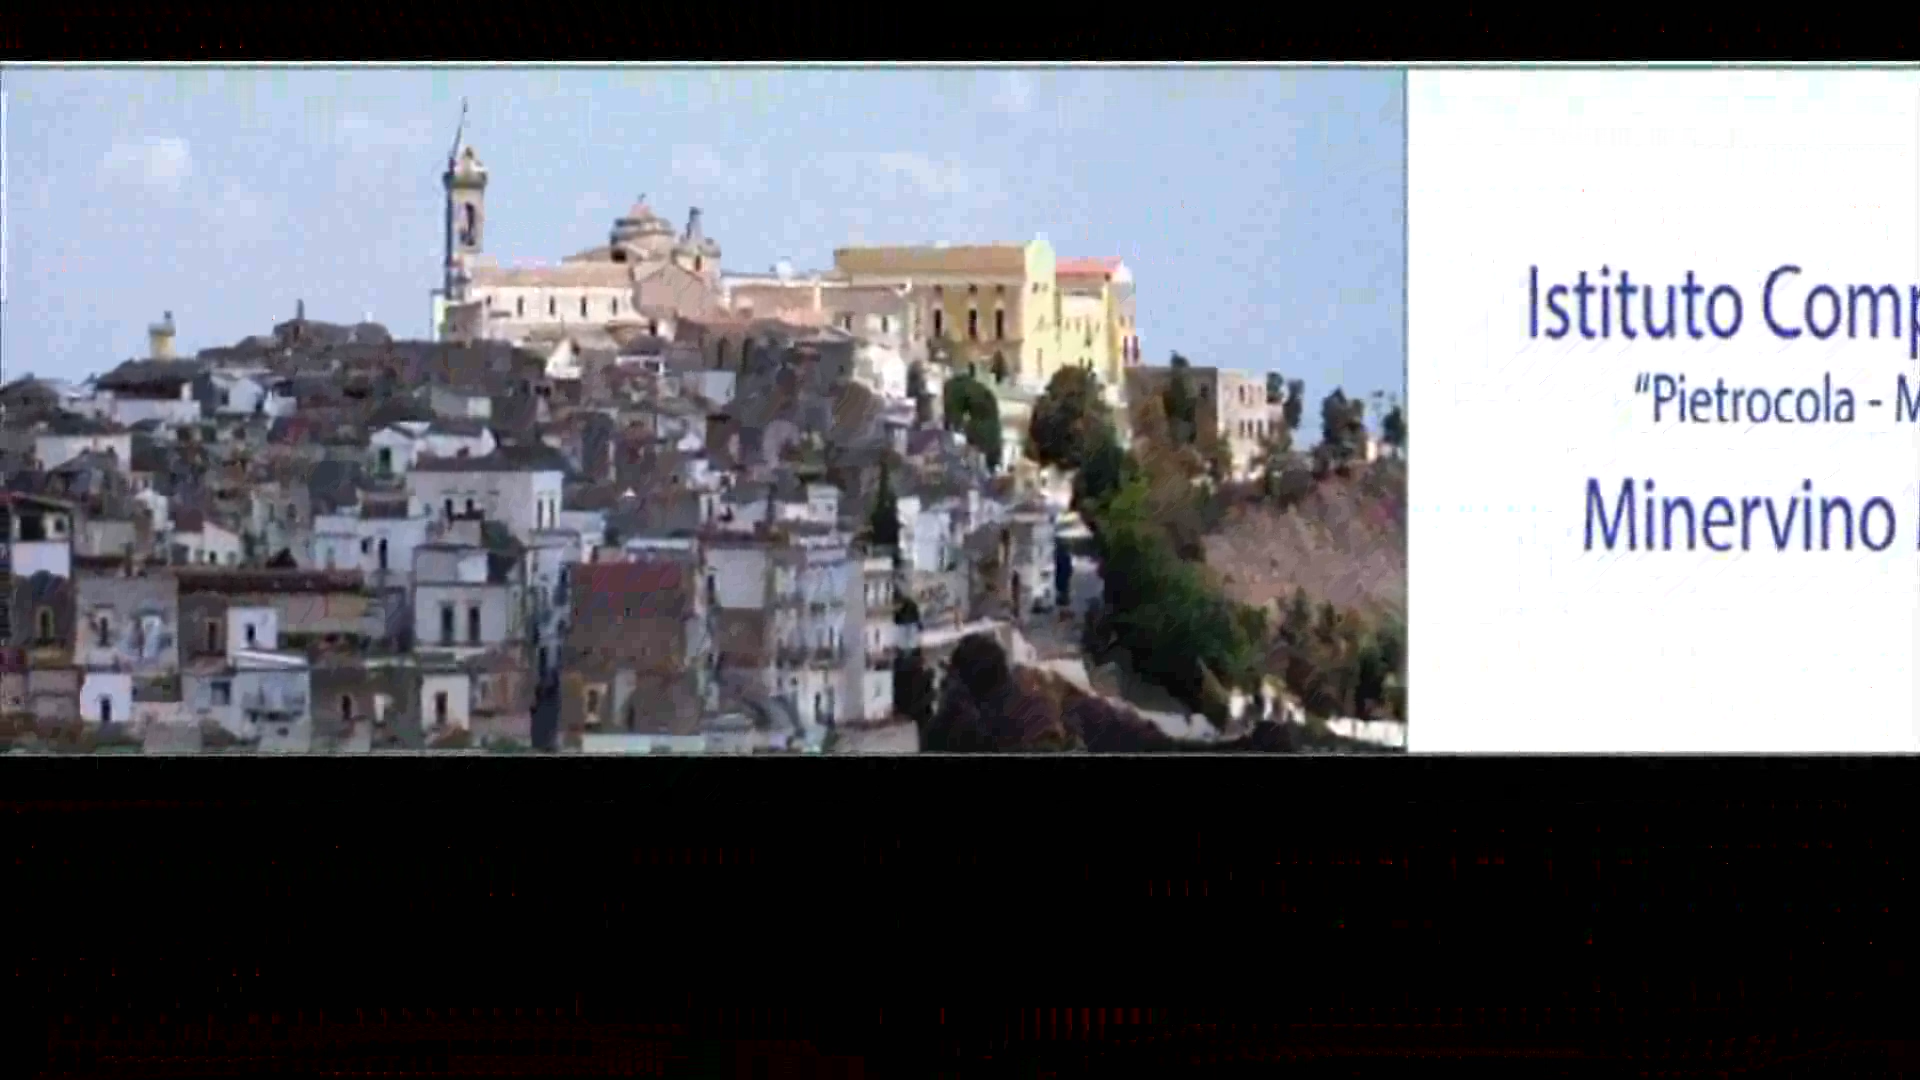 Istituto Comp
“Pietrocola - M
Minervino